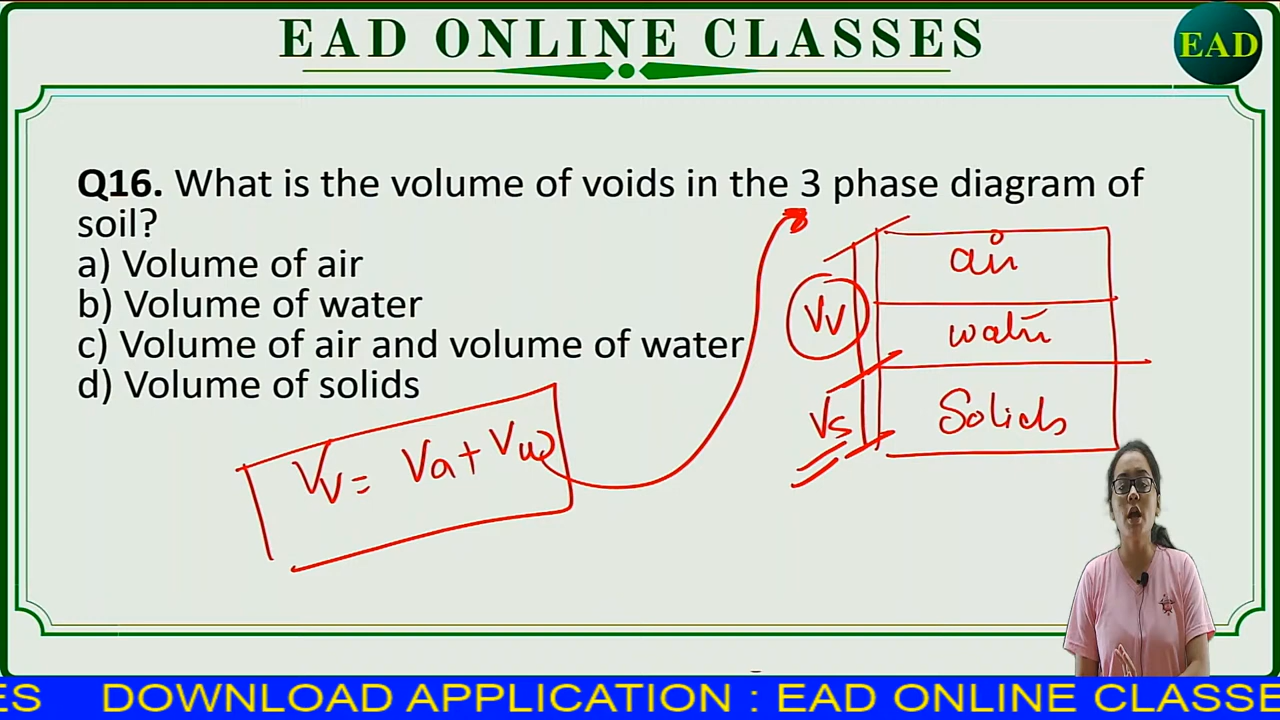 EAD ONLINE CLASSES
EAD
Q16. What is the volume of voids in the 3 phase diagram of
soil?
a) Volume of air
b) Volume of water
c) Volume of air and volume of water
d) Volume of solids
air
water
Solids
Vv
Vs
Vv = Va + Vw
ES DOWNLOAD APPLICATION : EAD ONLINE CLASSE